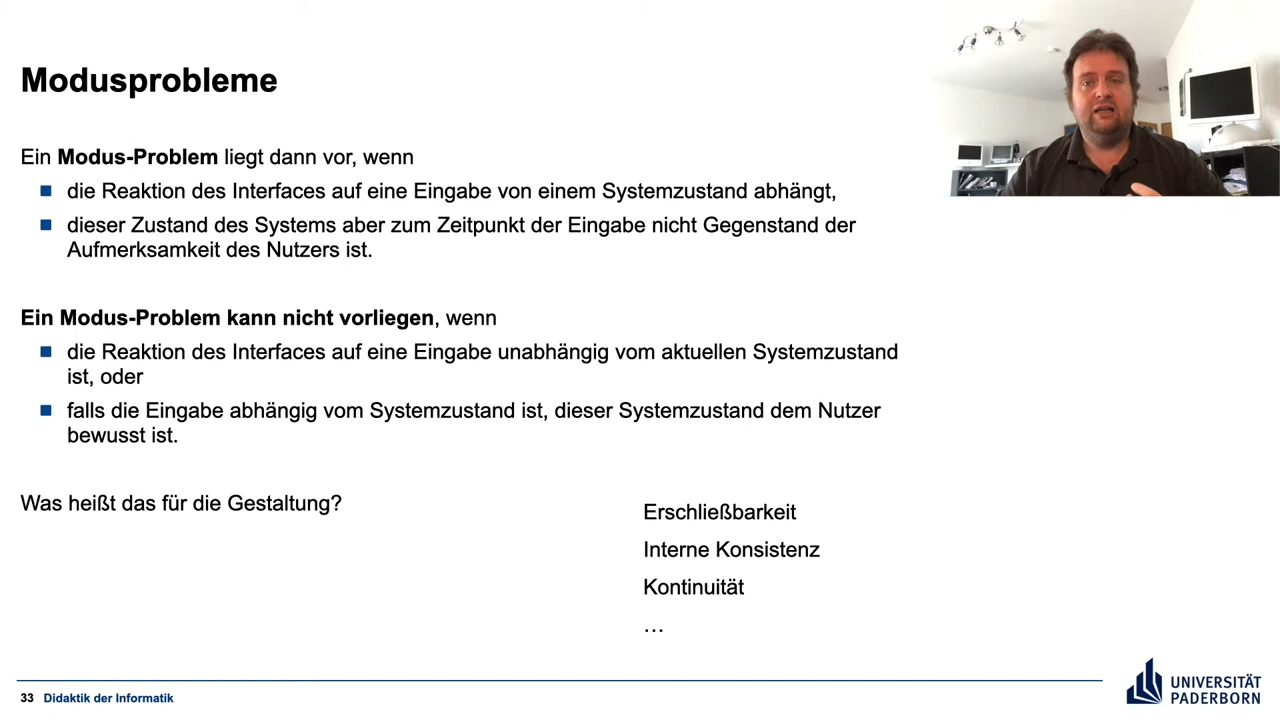 Modusprobleme
Ein Modus-Problem liegt dann vor, wenn
die Reaktion des Interfaces auf eine Eingabe von einem Systemzustand abhängt,
dieser Zustand des Systems aber zum Zeitpunkt der Eingabe nicht Gegenstand der
Aufmerksamkeit des Nutzers ist.
Ein Modus-Problem kann nicht vorliegen, wenn
die Reaktion des Interfaces auf eine Eingabe unabhängig vom aktuellen Systemzustand
ist, oder
falls die Eingabe abhängig vom Systemzustand ist, dieser Systemzustand dem Nutzer
bewusst ist.
Was heißt das für die Gestaltung?
Erschließbarkeit
Interne Konsistenz
Kontinuität
…
33 Didaktik der Informatik
UNIVERSITÄT
PADERBORN